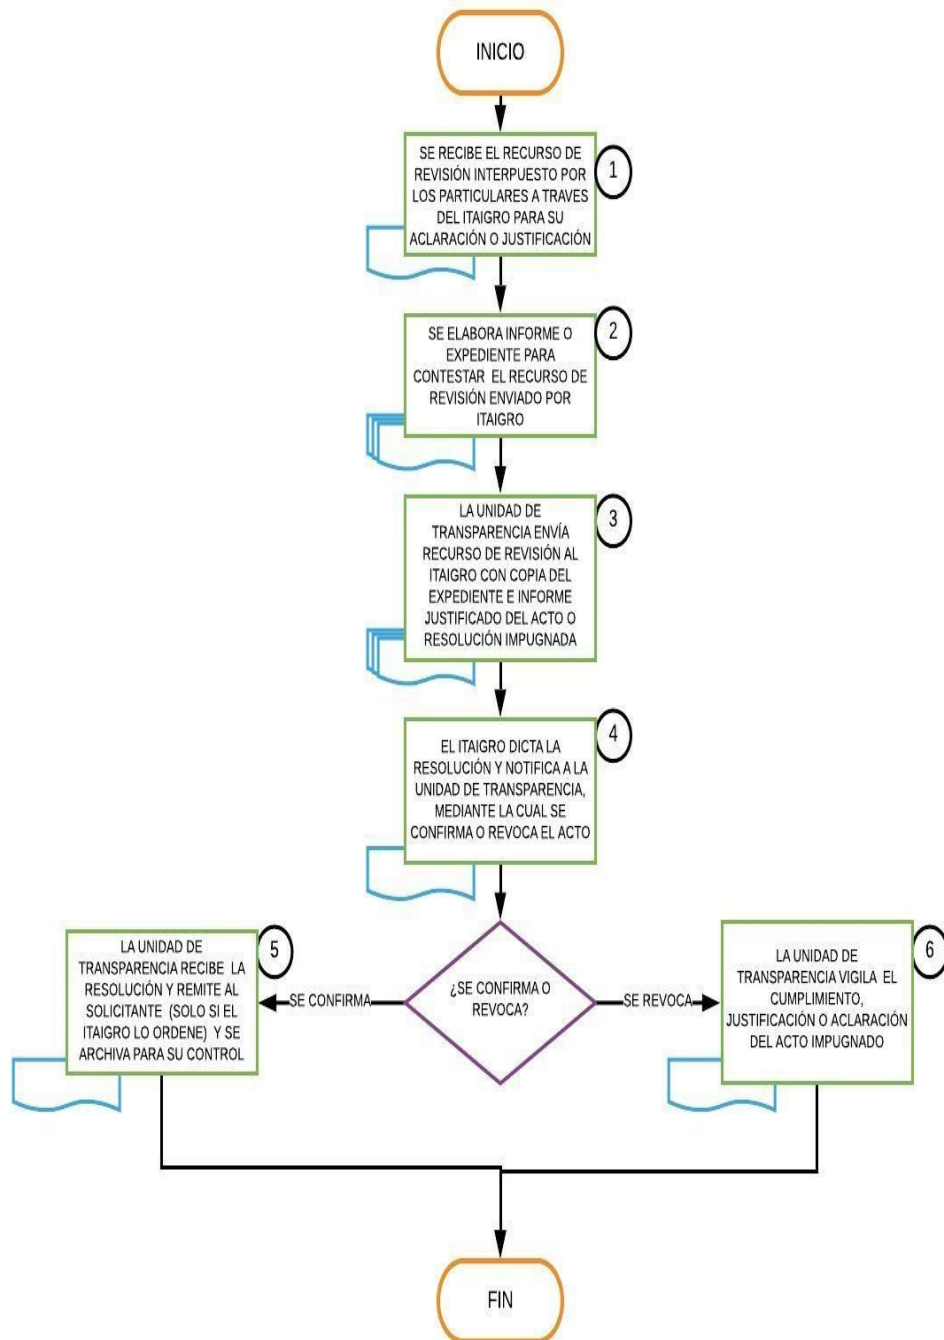 INICIO
SE RECIBE EL RECURSO DE
REVISIÓN INTERPUESTO POR
LOS PARTICULARES A TRAVES
DEL ITAIGRO PARA SU
ACLARACIÓN O JUSTIFICACIÓN
1
SE ELABORA INFORME O
EXPEDIENTE PARA
CONTESTAR EL RECURSO DE
REVISIÓN ENVIADO POR
ITAIGRO
2
LA UNIDAD DE
TRANSPARENCIA ENVÍA
RECURSO DE REVISIÓN AL
ITAIGRO CON COPIA DEL
EXPEDIENTE E INFORME
JUSTIFICADO DEL ACTO O
RESOLUCIÓN IMPUGNADA
3
EL ITAIGRO DICTA LA
RESOLUCIÓN Y NOTIFICA A LA
UNIDAD DE TRANSPARENCIA,
MEDIANTE LA CUAL SE
CONFIRMA O REVOCA EL ACTO
4
¿SE CONFIRMA O
REVOCA?
SE CONFIRMA
LA UNIDAD DE
TRANSPARENCIA RECIBE LA
RESOLUCIÓN Y REMITE AL
SOLICITANTE (SOLO SI EL
ITAIGRO LO ORDENE) Y SE
ARCHIVA PARA SU CONTROL
5
SE REVOCA
LA UNIDAD DE
TRANSPARENCIA VIGILA EL
CUMPLIMIENTO,
JUSTIFICACIÓN O ACLARACIÓN
DEL ACTO IMPUGNADO
6
FIN